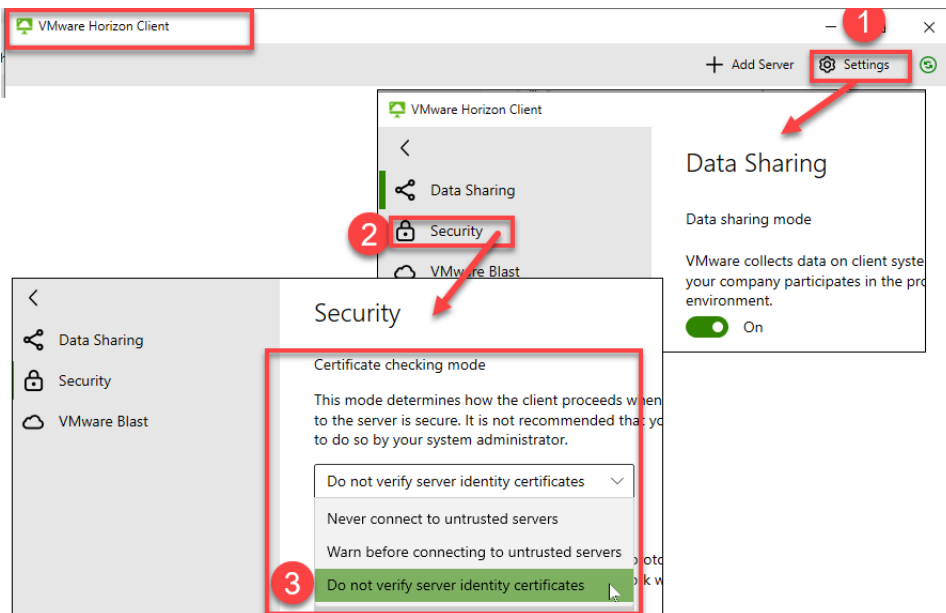 VMware Horizon Client
1
Add Server
Settings
VMware Horizon Client
Data Sharing
2
Security
VMware Blast
Data Sharing
Data sharing mode
VMware collects data on client syste
your company participates in the pro
environment.
On
Data Sharing
Security
VMware Blast
Security
Certificate checking mode
This mode determines how the client proceeds when
to the server is secure. It is not recommended that yo
to do so by your system administrator.
Do not verify server identity certificates
Never connect to untrusted servers
Warn before connecting to untrusted servers
3
Do not verify server identity certificates